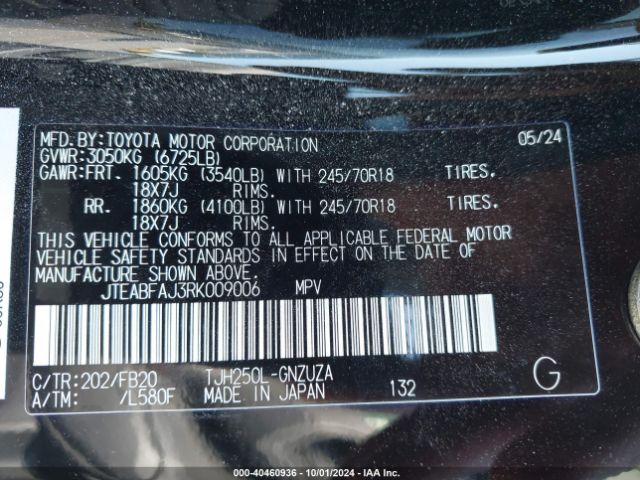 MFD.BY:TOYOTA MOTOR CORPORATION 05/24
GVWR:3050KG (6725LB)
GAWR:FRT. 1605KG (3540LB) WITH 245/70R18 TIRES.
18X7J RIMS.
RR. 1860KG (4100LB) WITH 245/70R18 TIRES.
18X7J RIMS.
THIS VEHICLE CONFORMS TO ALL APPLICABLE FEDERAL MOTOR
VEHICLE SAFETY STANDARDS IN EFFECT ON THE DATE OF
MANUFACTURE SHOWN ABOVE.
JTEABFAJ3RK009006 MPV
C/TR:202/FB20 TJH250L-GNZUZA
A/TM: /L580F MADE IN JAPAN 132 G
000-40460936 - 10/01/2024 - IAA Inc.